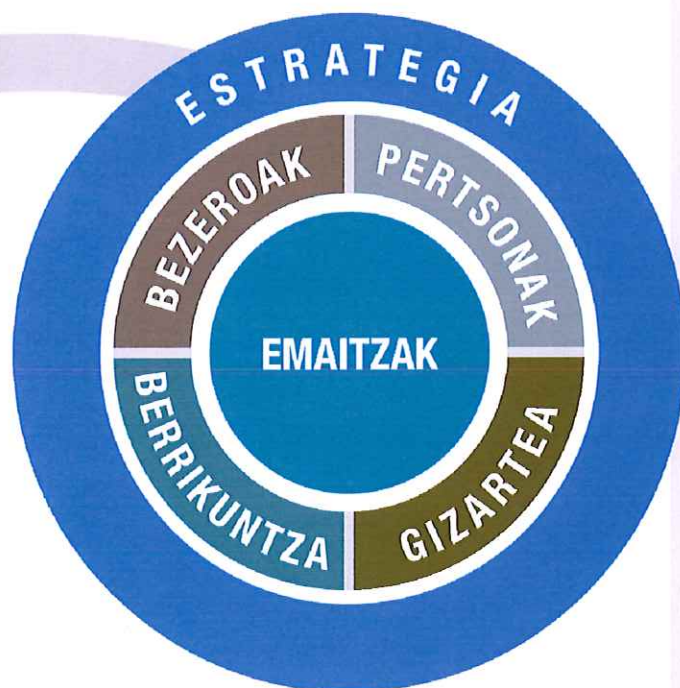 ESTRATEGIA
BEZEROAK
PERTSONAK
EMAITZAK
BERRIKUNTZA
GIZARTEA